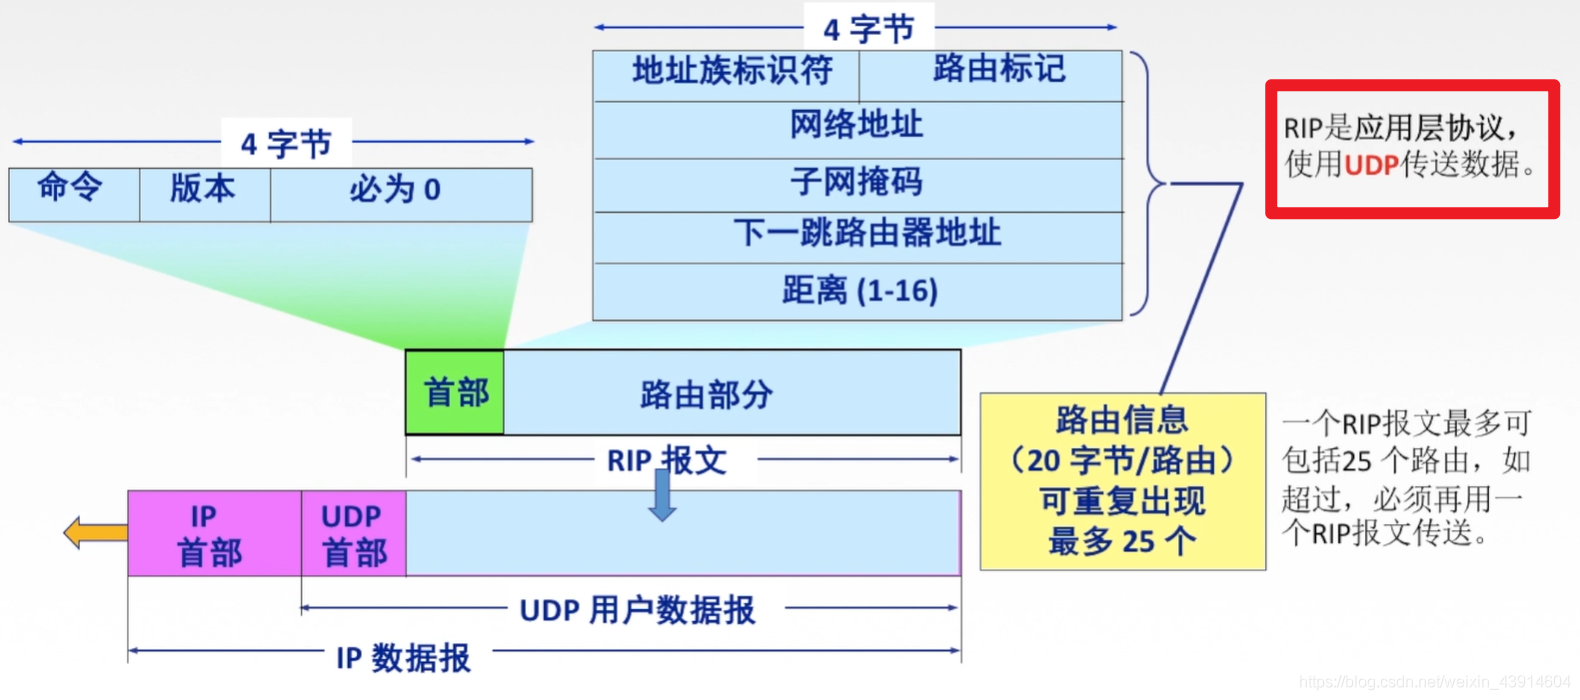 4 字节
地址族标识符 路由标记
网络地址
子网掩码
下一跳路由器地址
距离 (1-16)
4 字节
命令 版本 必为 0
RIP是应用层协议，
使用UDP传送数据。
首部 路由部分
RIP 报文
路由信息
（20 字节/路由）
可重复出现
最多 25 个
一个RIP报文最多可
包括25 个路由，如
超过，必须再用一
个RIP报文传送。
IP
首部
UDP
首部
UDP 用户数据报
IP 数据报
https://blog.csdn.net/weixin_43914604